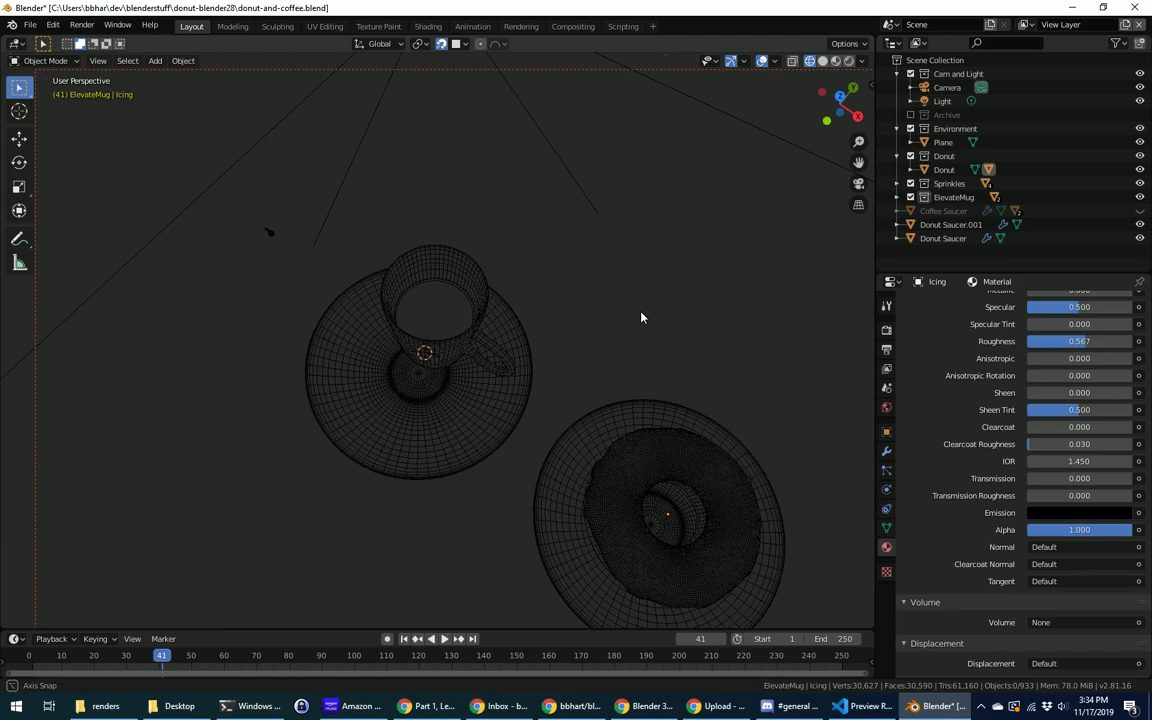 Blender* [C:\Users\bbhar\dev\blenderstuff\donut-blender28\donut-and-coffee.blend]
File Edit Render Window Help Layout Modeling Sculpting UV Editing Texture Paint Shading Animation Rendering Compositing Scripting + Scene View Layer
Global Options
Object Mode View Select Add Object
User Perspective
(41) ElevateMug | Icing
Z Y X
Scene Collection
Cam and Light
Camera
Light
Archive
Environment
Plane
Donut
Donut
Sprinkles 4
ElevateMug 2
Coffee Saucer 2
Donut Saucer.001
Donut Saucer
Icing Material
Metallic 0.000
Specular 0.500
Specular Tint 0.000
Roughness 0.567
Anisotropic 0.000
Anisotropic Rotation 0.000
Sheen 0.000
Sheen Tint 0.500
Clearcoat 0.000
Clearcoat Roughness 0.030
IOR 1.450
Transmission 0.000
Transmission Roughness 0.000
Emission
Alpha 1.000
Normal Default
Clearcoat Normal Default
Tangent Default
Volume
Volume None
Displacement
Displacement Default
Playback Keying View Marker 41 Start 1 End 250
0 10 20 30 41 50 60 70 80 90 100 110 120 130 140 150 160 170 180 190 200 210 220 230 240 250
Axis Snap ElevateMug | Icing | Verts:30,627 | Faces:30,590 | Tris:61,160 | Objects:0/933 | Mem: 78.0 MiB | v2.81.16
renders Desktop Windows ... Amazon ... Part 1, Le... Inbox - b... bbhart/bl... Blender 3... Upload - ... #general ... Preview R... Blender* [... 3:34 PM
11/17/2019 3